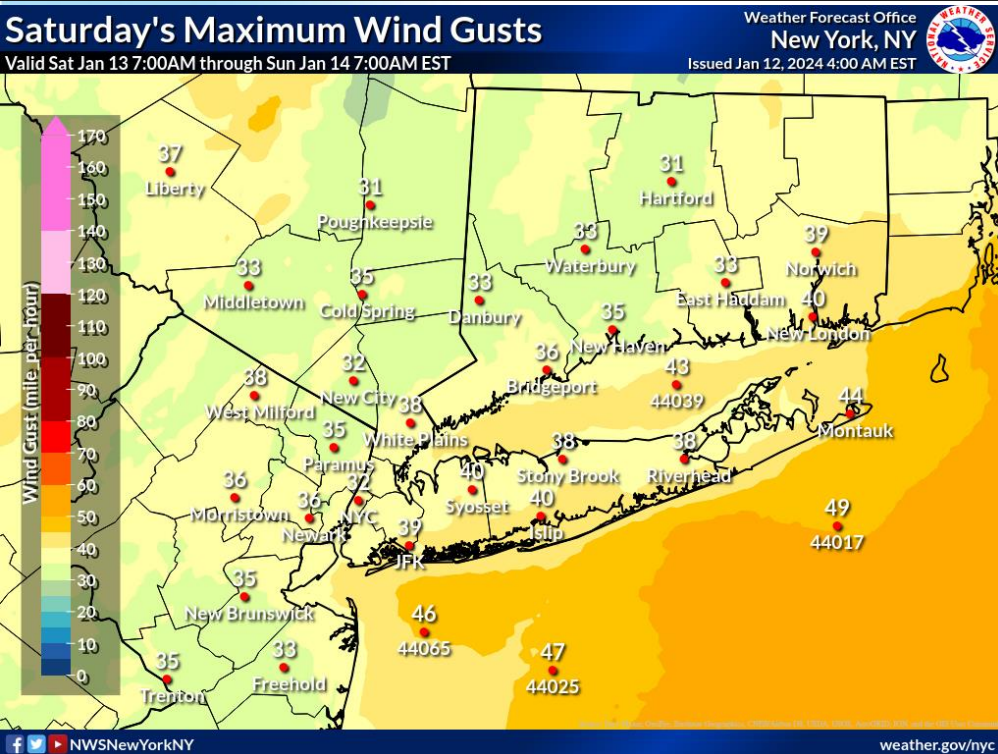 Saturday's Maximum Wind Gusts
Valid Sat Jan 13 7:00AM through Sun Jan 14 7:00AM EST
Weather Forecast Office
New York, NY
Issued Jan 12, 2024 4:00 AM EST
NATIONAL WEATHER SERVICE
Wind Gust (mile_per_hour)
170
160
150
140
130
120
110
100
90
80
70
60
50
40
30
20
10
0
37
Liberty
31
Poughkeepsie
31
Hartford
33
Waterbury
39
Norwich
33
Middletown
35
Cold Spring
33
Danbury
33
East Haddam
40
New London
35
New Haven
36
Bridgeport
43
44039
32
New City
38
West Milford
38
White Plains
44
Montauk
35
Paramus
38
Stony Brook
38
Riverhead
40
Syosset
36
Morristown
36
Newark
32
NYC
40
Islip
39
JFK
49
44017
35
New Brunswick
46
44065
47
44025
33
Freehold
35
Trenton
NWSNewYorkNY
weather.gov/nyc